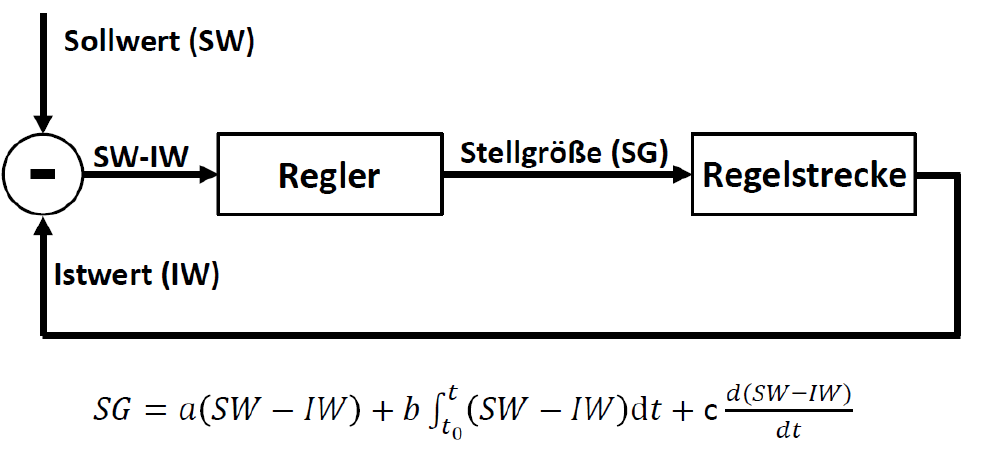 Sollwert (SW)
-
SW-IW
Regler
Stellgröße (SG)
Regelstrecke
Istwert (IW)
SG = a(SW − IW) + b ∫_{t_0}^{t} (SW − IW)dt + c \frac{d(SW−IW)}{dt}